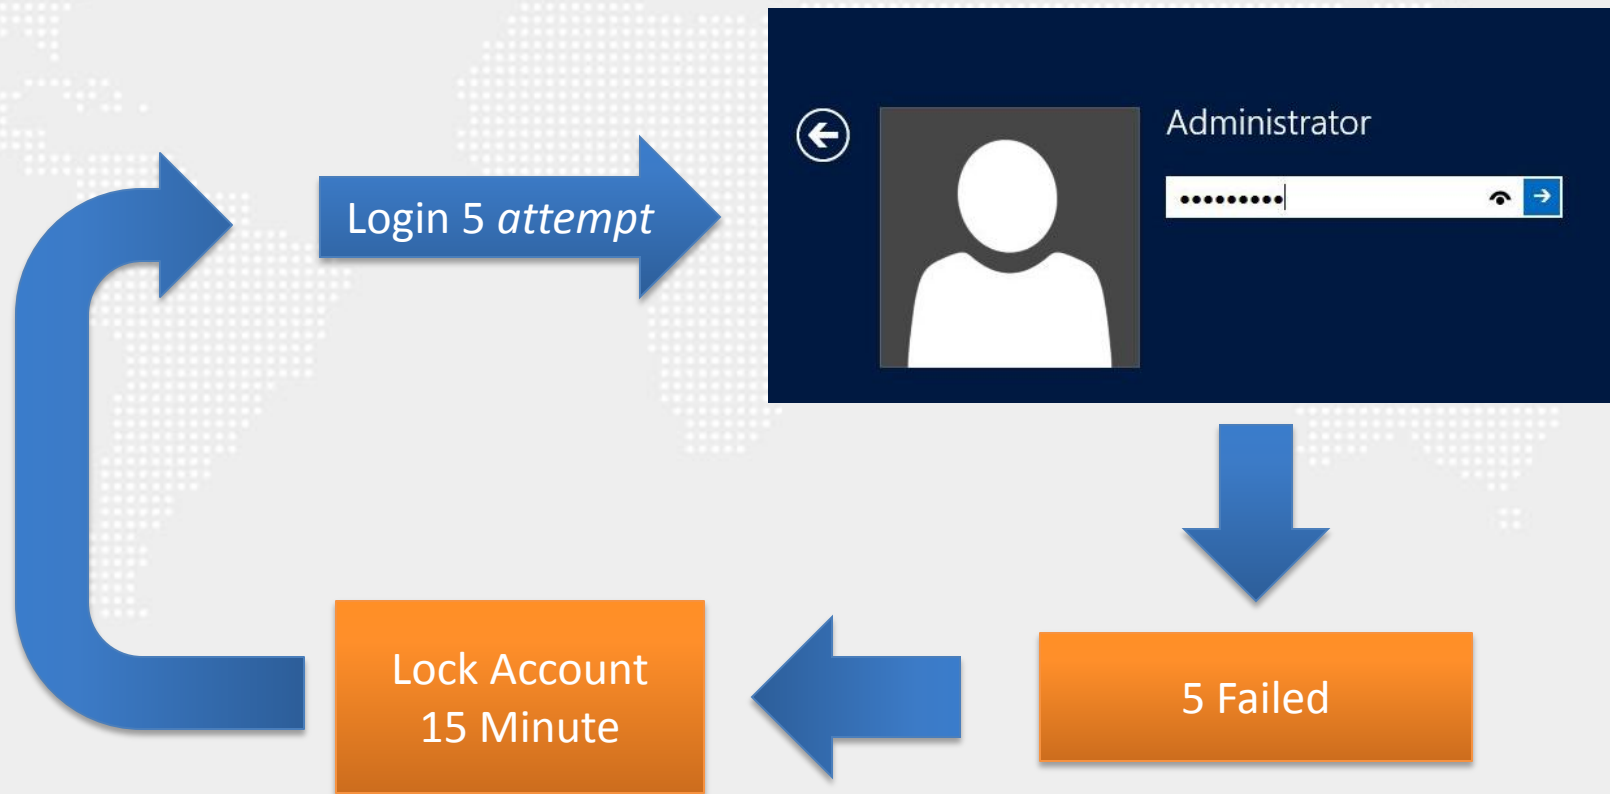 Login 5 attempt
Administrator
5 Failed
Lock Account
15 Minute